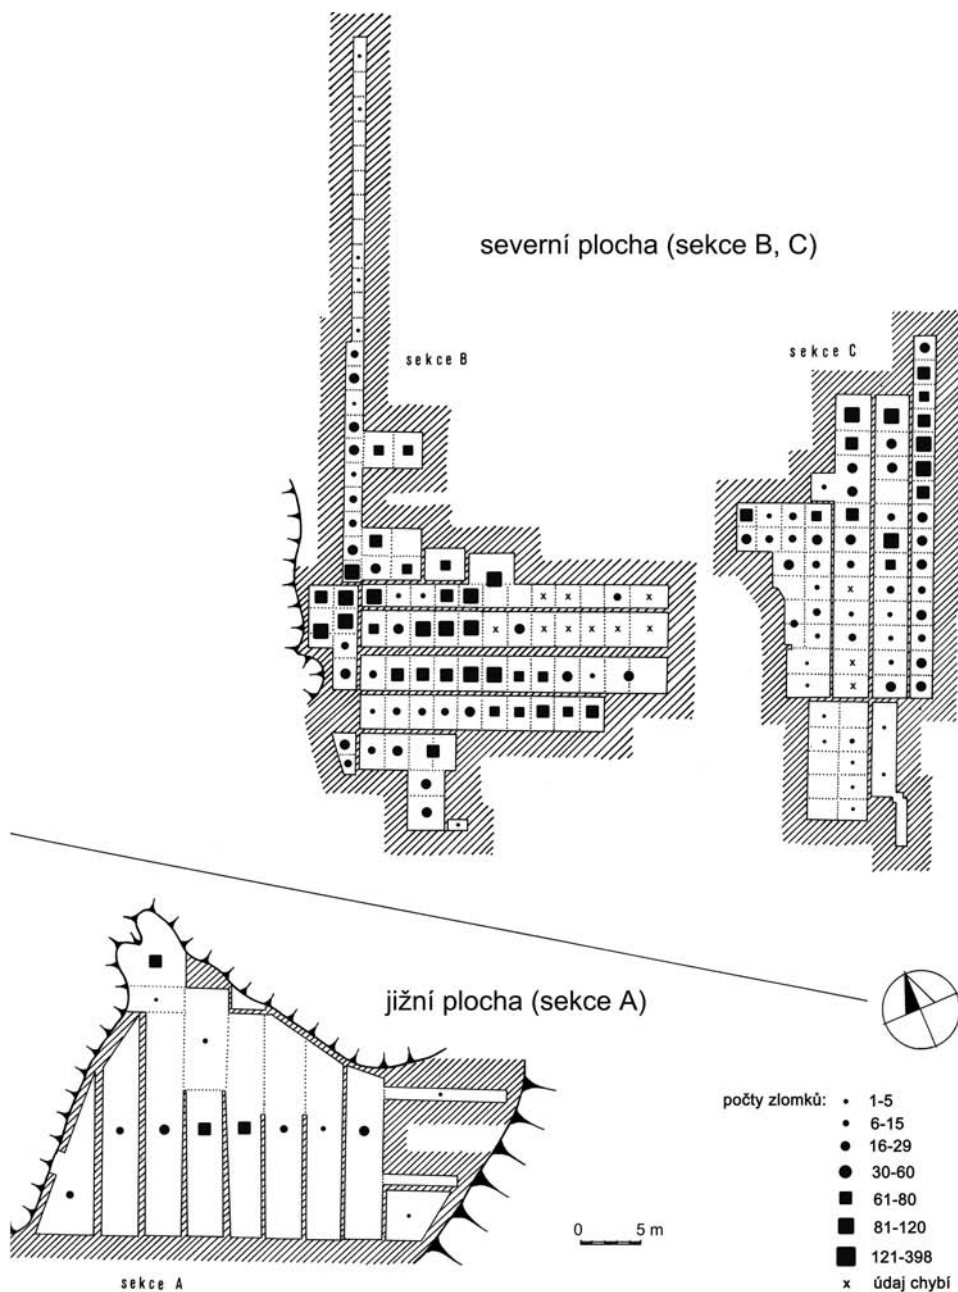 severní plocha (sekce B, C)
sekce B
sekce C
jižní plocha (sekce A)
sekce A
0 5 m
počty zlomků:
1-5
6-15
16-29
30-60
61-80
81-120
121-398
x údaj chybí